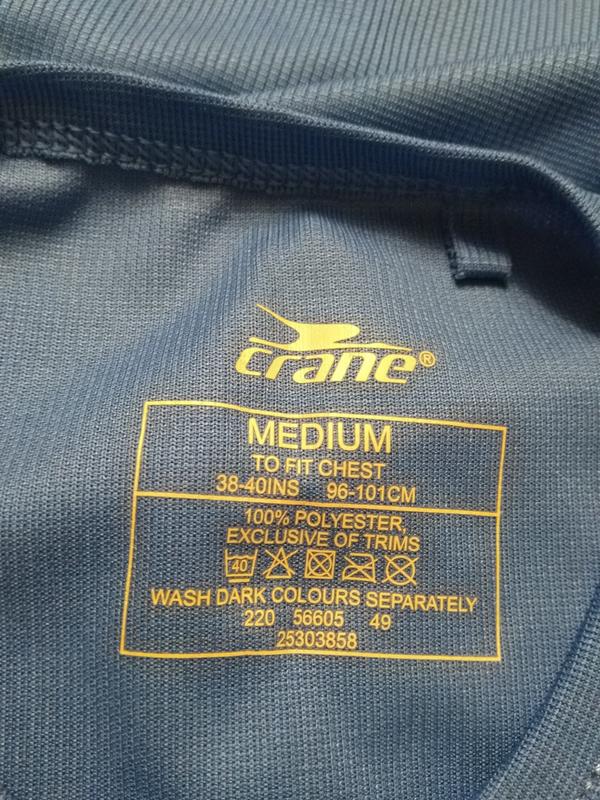 crane®
MEDIUM
TO FIT CHEST
38-40INS 96-101CM
100% POLYESTER,
EXCLUSIVE OF TRIMS
40
WASH DARK COLOURS SEPARATELY
220 56605 49
25303858